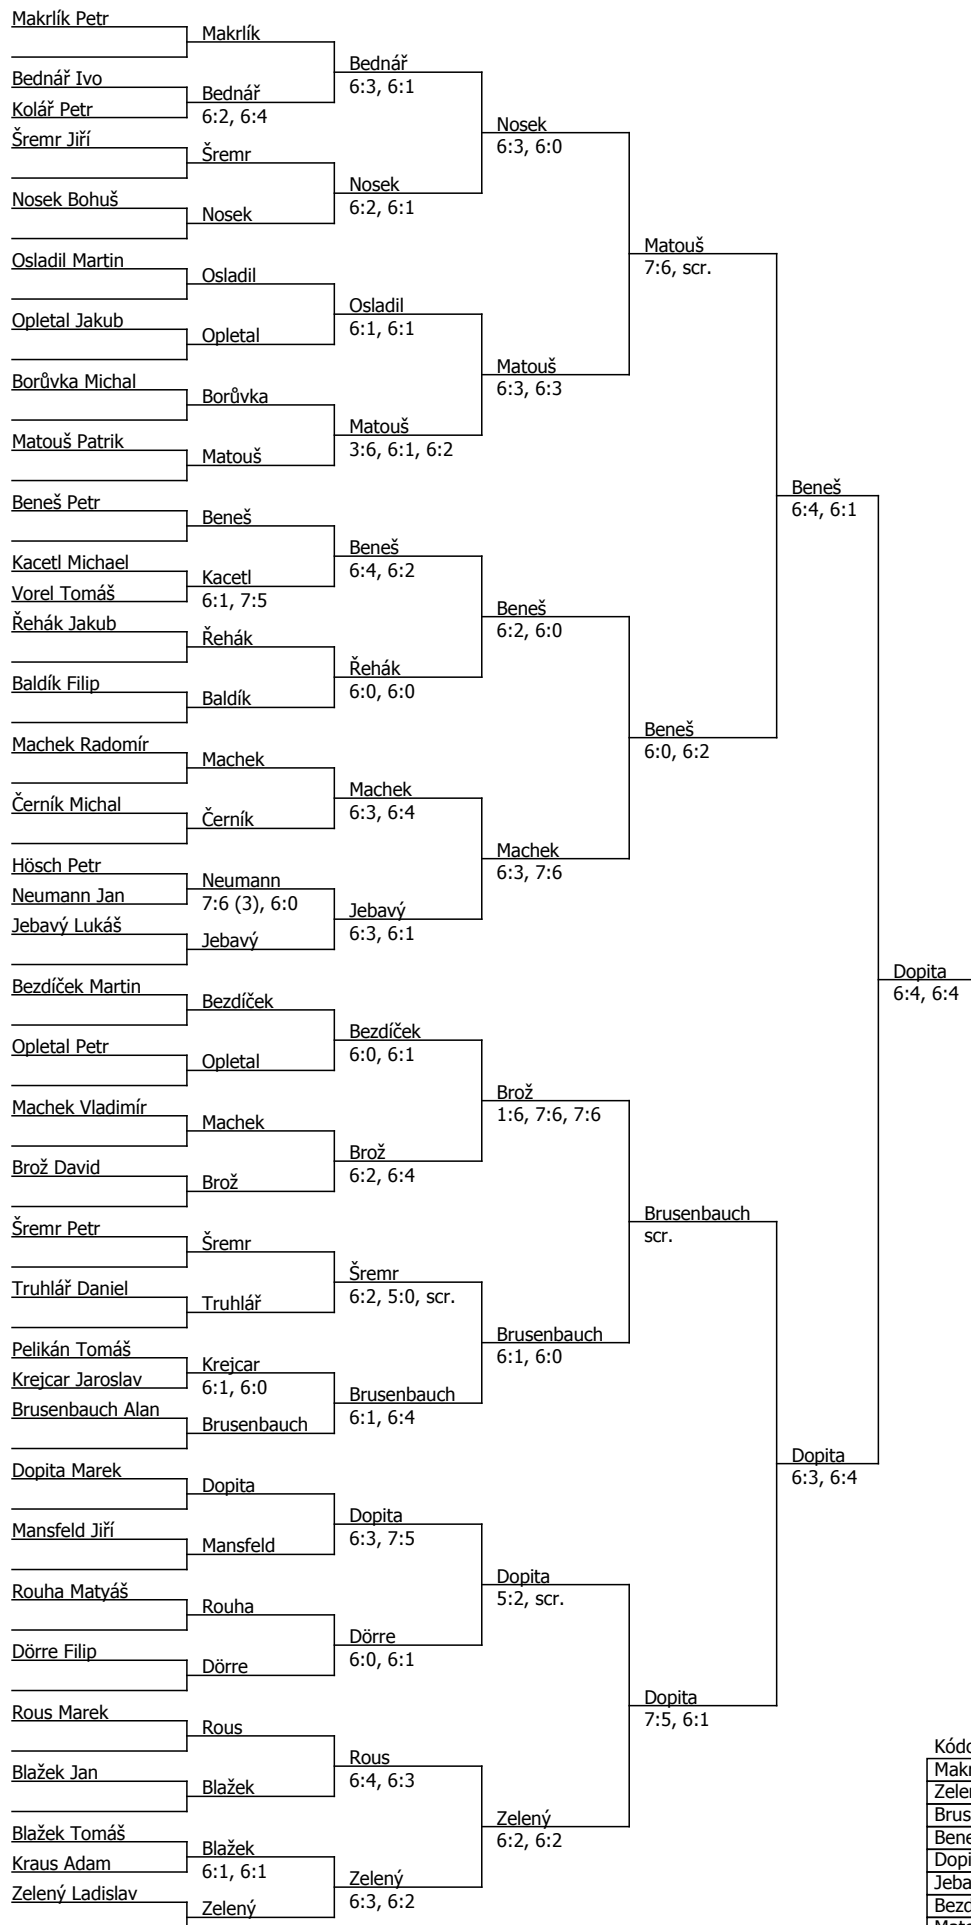 Makrlík Petr
Bednář Ivo
Kolář Petr
Šremr Jiří
Nosek Bohuš
Osladil Martin
Opletal Jakub
Borůvka Michal
Matouš Patrik
Beneš Petr
Kacetl Michael
Vorel Tomáš
Řehák Jakub
Baldík Filip
Machek Radomír
Černík Michal
Hösch Petr
Neumann Jan
Jebavý Lukáš
Bezdíček Martin
Opletal Petr
Machek Vladimír
Brož David
Šremr Petr
Truhlář Daniel
Pelikán Tomáš
Krejcar Jaroslav
Brusenbauch Alan
Dopita Marek
Mansfeld Jiří
Rouha Matyáš
Dörre Filip
Rous Marek
Blažek Jan
Blažek Tomáš
Kraus Adam
Zelený Ladislav
Makrlík
Bednář
6:2, 6:4
Šremr
Nosek
Osladil
Opletal
Borůvka
Matouš
Beneš
Kacetl
6:1, 7:5
Řehák
Baldík
Machek
Černík
Neumann
7:6 (3), 6:0
Jebavý
Bezdíček
Opletal
Machek
Brož
Šremr
Truhlář
Krejcar
6:1, 6:0
Brusenbauch
Dopita
Mansfeld
Rouha
Dörre
Rous
Blažek
Blažek
6:1, 6:1
Zelený
Bednář
6:3, 6:1
Nosek
6:2, 6:1
Osladil
6:1, 6:1
Matouš
3:6, 6:1, 6:2
Beneš
6:4, 6:2
Řehák
6:0, 6:0
Machek
6:3, 6:4
Jebavý
6:3, 6:1
Bezdíček
6:0, 6:1
Brož
6:2, 6:4
Šremr
6:2, 5:0, scr.
Brusenbauch
6:1, 6:4
Dopita
6:3, 7:5
Dörre
6:0, 6:1
Rous
6:4, 6:3
Zelený
6:3, 6:2
Nosek
6:3, 6:0
Matouš
6:3, 6:3
Beneš
6:2, 6:0
Machek
6:3, 7:6
Brož
1:6, 7:6, 7:6
Brusenbauch
6:1, 6:0
Dopita
5:2, scr.
Zelený
6:2, 6:2
Matouš
7:6, scr.
Beneš
6:0, 6:2
Brusenbauch
scr.
Dopita
7:5, 6:1
Beneš
6:4, 6:1
Dopita
6:3, 6:4
Dopita
6:4, 6:4